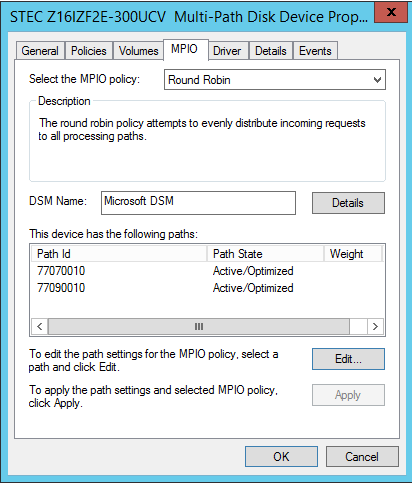 STEC Z16IZF2E-300UCV  Multi-Path Disk Device Prop...
x
General Policies Volumes MPIO Driver Details Events
Select the MPIO policy: Round Robin
Description
The round robin policy attempts to evenly distribute incoming requests
to all processing paths.
DSM Name: Microsoft DSM Details
This device has the following paths:
Path Id Path State Weight
77070010 Active/Optimized
77090010 Active/Optimized
To edit the path settings for the MPIO policy, select a
path and click Edit.
Edit...
To apply the path settings and selected MPIO policy,
click Apply.
Apply
OK Cancel